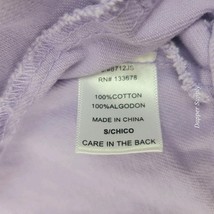 RN# 133678
100%COTTON
100%ALGODON
MADE IN CHINA
S/CHICO
CARE IN THE BACK